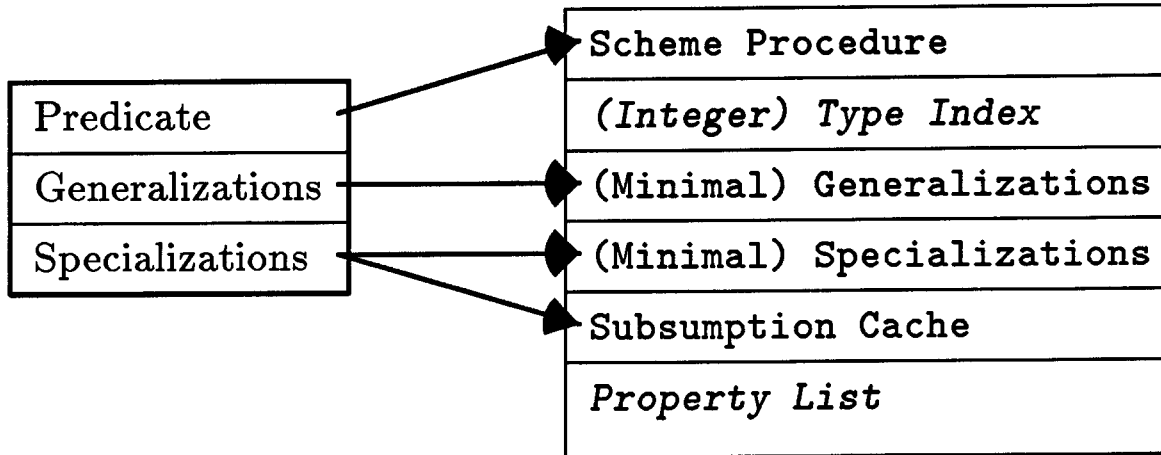 Predicate
Generalizations
Specializations
Scheme Procedure
(Integer) Type Index
(Minimal) Generalizations
(Minimal) Specializations
Subsumption Cache
Property List